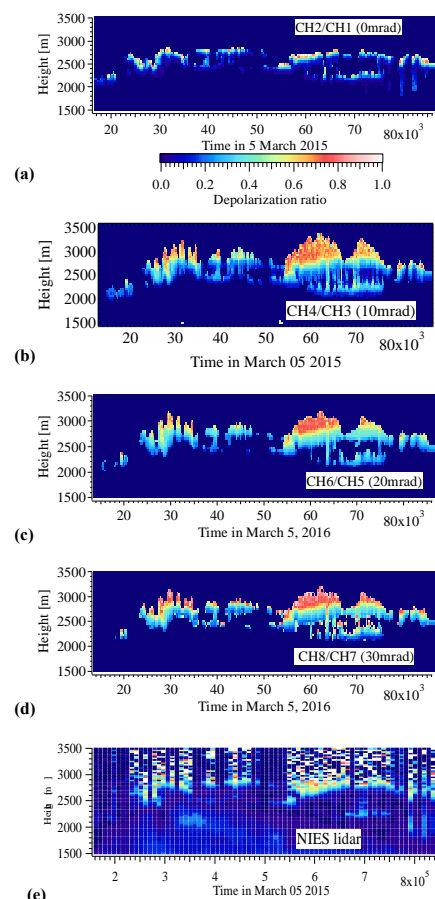 3500
3000
2500
2000
1500
Height [m]
CH2/CH1 (0mrad)
20 30 40 50 60 70 80x10³
Time in 5 March 2015
(a)
0.0 0.2 0.4 0.6 0.8 1.0
Depolarization ratio
3500
3000
2500
2000
1500
Height [m]
CH4/CH3 (10mrad)
20 30 40 50 60 70 80x10³
(b)
Time in March 05 2015
3500
3000
2500
2000
1500
Height [m]
CH6/CH5 (20mrad)
20 30 40 50 60 70 80x10³
Time in March 5, 2016
(c)
3500
3000
2500
2000
1500
Height [m]
CH8/CH7 (30mrad)
20 30 40 50 60 70 80x10³
Time in March 5, 2016
(d)
3500
3000
2500
2000
1500
NIES lidar
2 3 4 5 6 7 8x10⁵
Time in March 05 2015
(e)